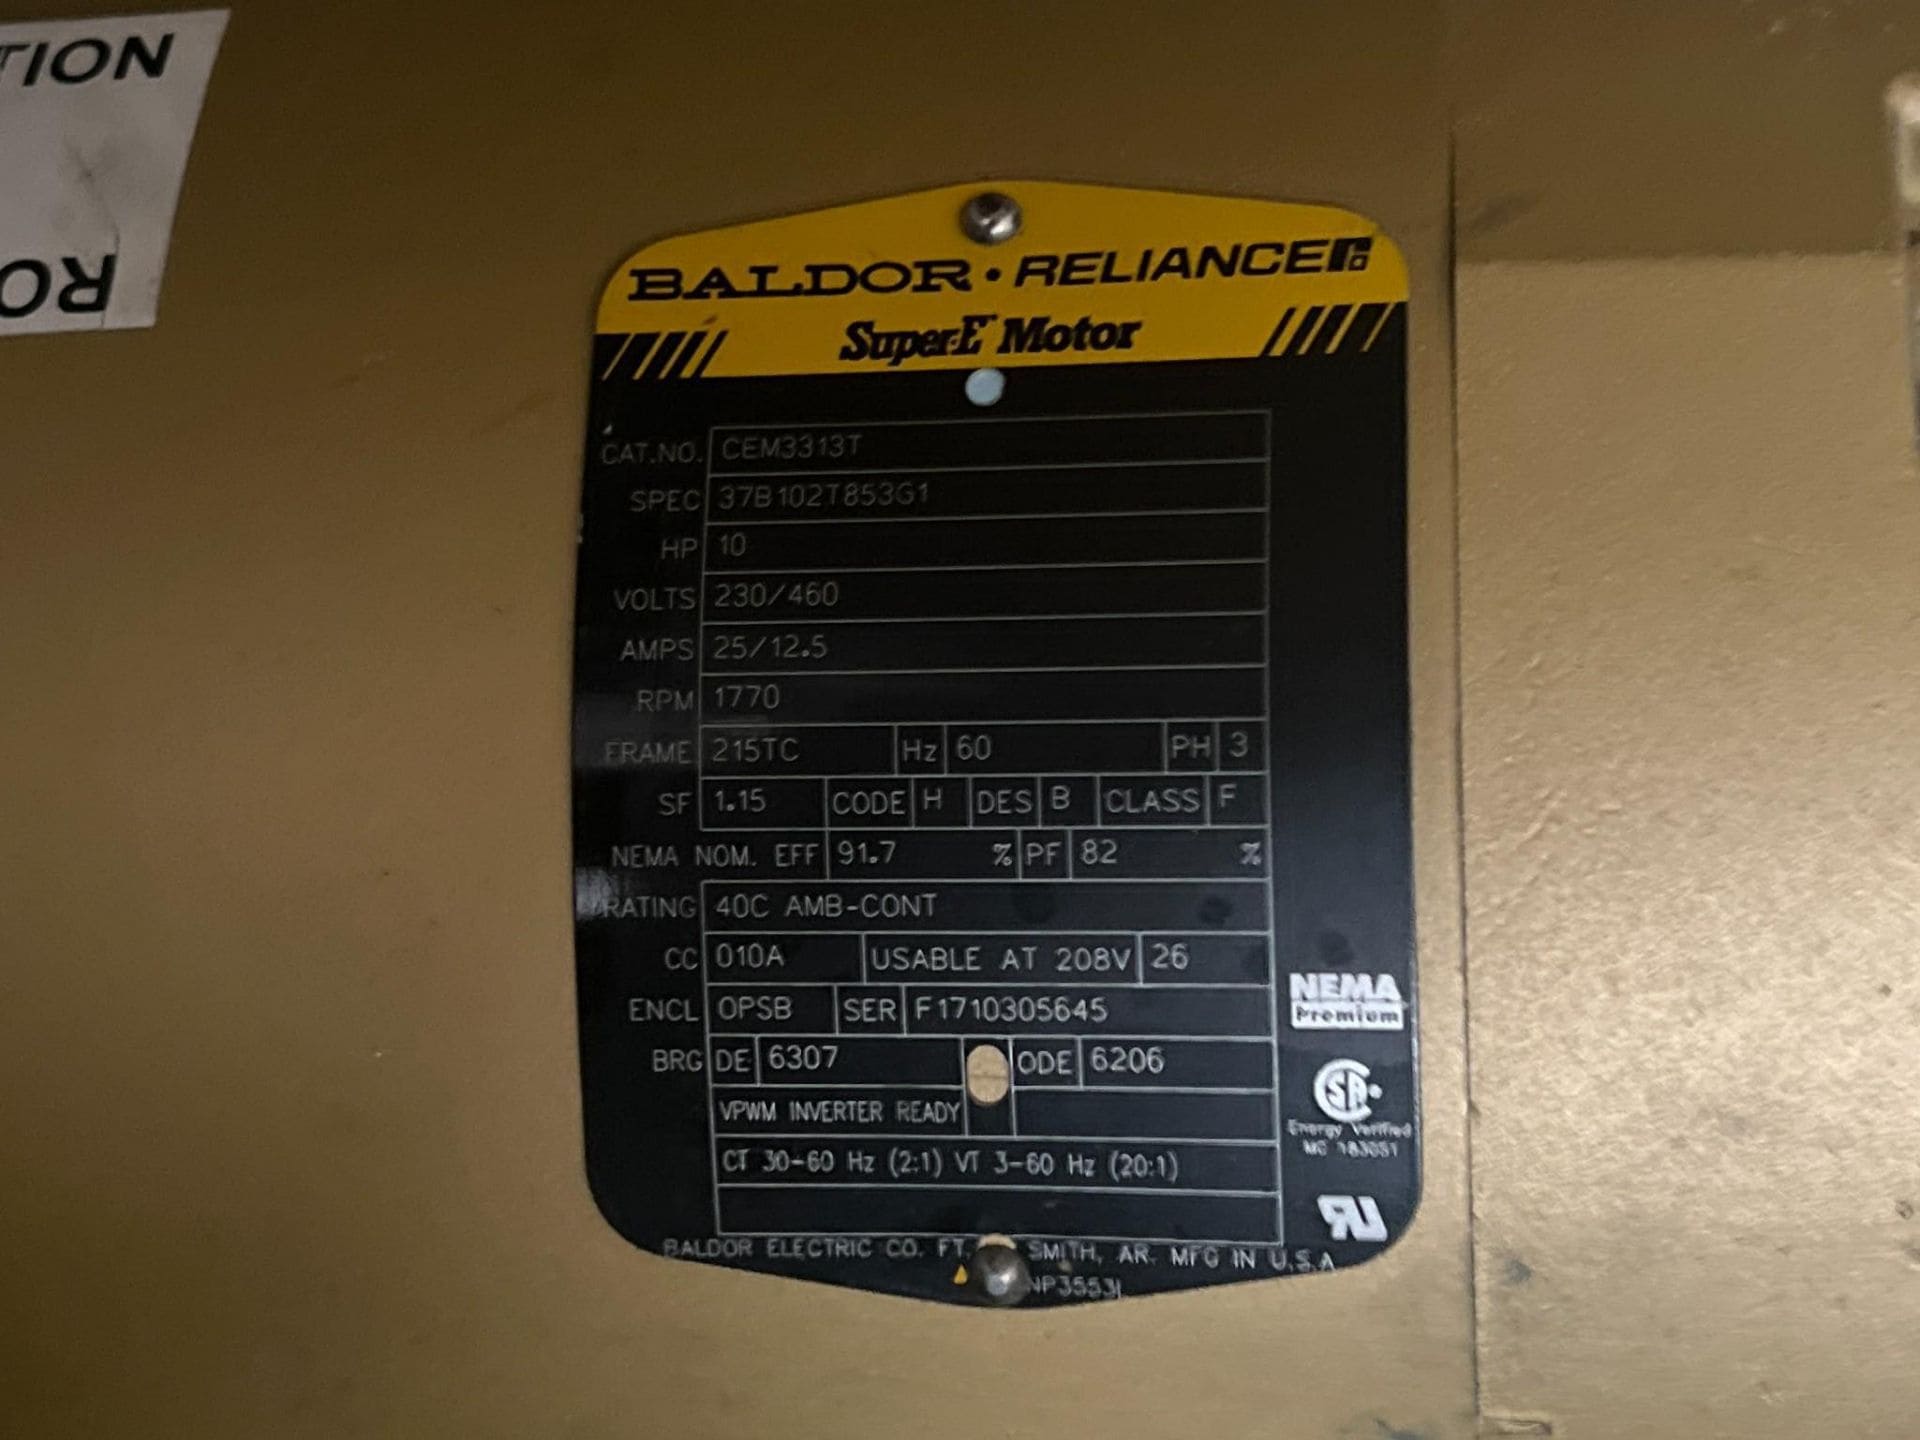 TION
RO
BALDOR · RELIANCE
Super-E Motor
CAT.NO. CEM3313T
SPEC 37B102T853G1
HP 10
VOLTS 230/460
AMPS 25/12.5
RPM 1770
FRAME 215TC Hz 60 PH 3
SF 1.15 CODE H DES B CLASS F
NEMA NOM. EFF 91.7 % PF 82 %
RATING 40C AMB-CONT
CC 010A USABLE AT 208V 26
ENCL OPSB SER F1710305645
BRG DE 6307 ODE 6206
VPWM INVERTER READY
CT 30-60 Hz (2:1) VT 3-60 Hz (20:1)
NEMA
Premium
Energy Verified
MC 183051
BALDOR ELECTRIC CO. FT. SMITH, AR. MFG IN U.S.A
NP3553